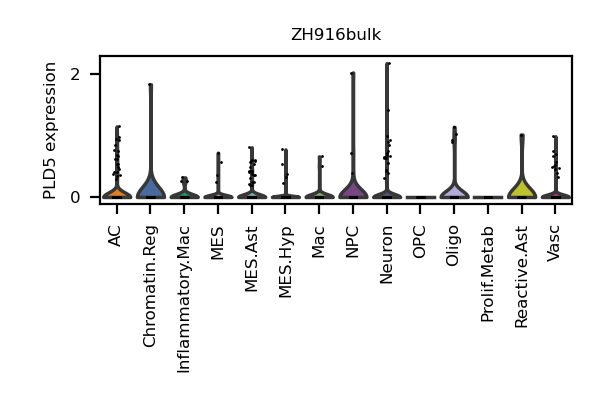 ZH916bulk
PLD5 expression
2
0
AC
Chromatin.Reg
Inflammatory.Mac
MES
MES.Ast
MES.Hyp
Mac
NPC
Neuron
OPC
Oligo
Prolif.Metab
Reactive.Ast
Vasc